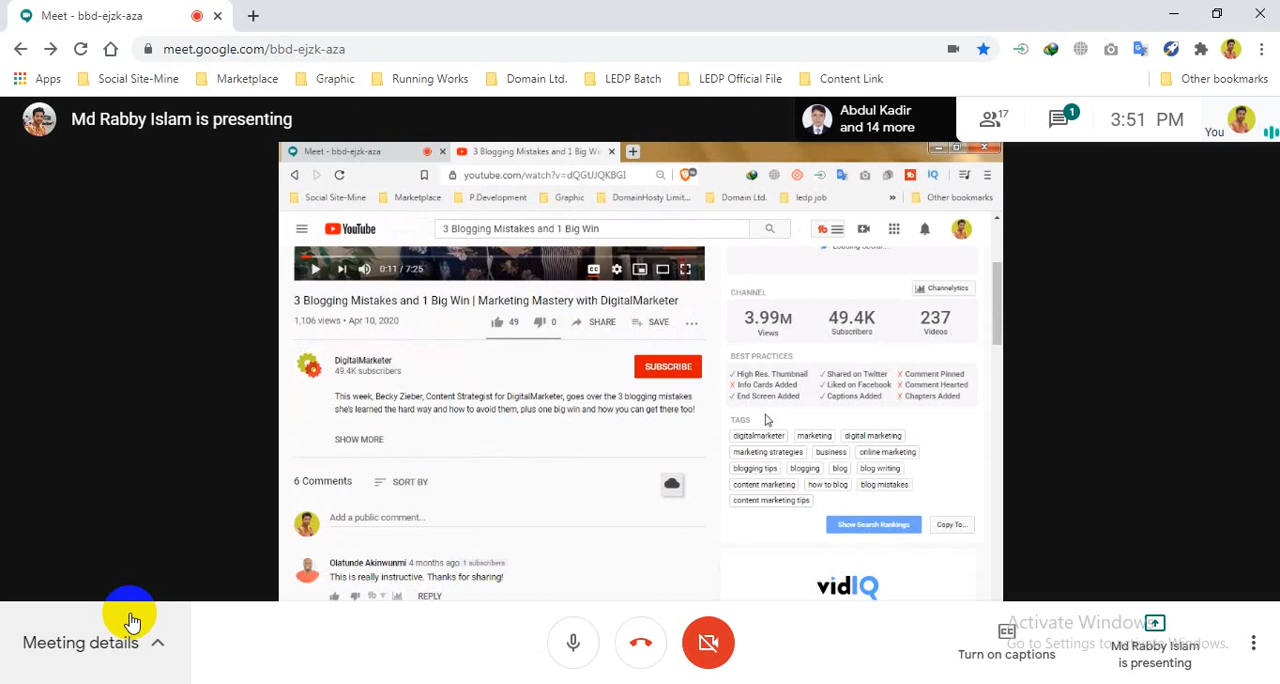 Meet - bbd-ejzk-aza
meet.google.com/bbd-ejzk-aza
Apps Social Site-Mine Marketplace Graphic Running Works Domain Ltd. LEDP Batch LEDP Official File Content Link Other bookmarks
Md Rabby Islam is presenting
Abdul Kadir
and 14 more
17
1
3:51 PM
You
Meet - bbd-ejzk-aza 3 Blogging Mistakes and 1 Big Wi
youtube.com/watch?v=dQGtJJQKBGI
Social Site-Mine Marketplace P.Development Graphic DomainHosty Limit... Domain Ltd. ledp job » Other bookmarks
YouTube 3 Blogging Mistakes and 1 Big Win
0:11 / 7:25
3 Blogging Mistakes and 1 Big Win | Marketing Mastery with DigitalMarketer
1,106 views • Apr 10, 2020 49 0 SHARE SAVE
DigitalMarketer
49.4K subscribers
SUBSCRIBE
This week, Becky Zieber, Content Strategist for DigitalMarketer, goes over the 3 blogging mistakes
she's learned the hard way and how to avoid them, plus one big win and how you can get there too!
SHOW MORE
6 Comments SORT BY
Add a public comment...
Olatunde Akinwunmi 4 months ago 1 subscribers
This is really instructive. Thanks for sharing!
REPLY
CHANNEL Channelytics
3.99M 49.4K 237
Views Subscribers Videos
BEST PRACTICES
✓ High Res. Thumbnail ✓ Shared on Twitter ✗ Comment Pinned
✗ Info Cards Added ✓ Liked on Facebook ✗ Comment Hearted
✓ End Screen Added ✓ Captions Added ✗ Chapters Added
TAGS
digitalmarketer marketing digital marketing
marketing strategies business online marketing
blogging tips blogging blog blog writing
content marketing how to blog blog mistakes
content marketing tips
Show Search Rankings Copy To...
vidIQ
Meeting details
Turn on captions
Md Rabby Islam
is presenting
Activate Windows
Go to Settings to activate Windows.